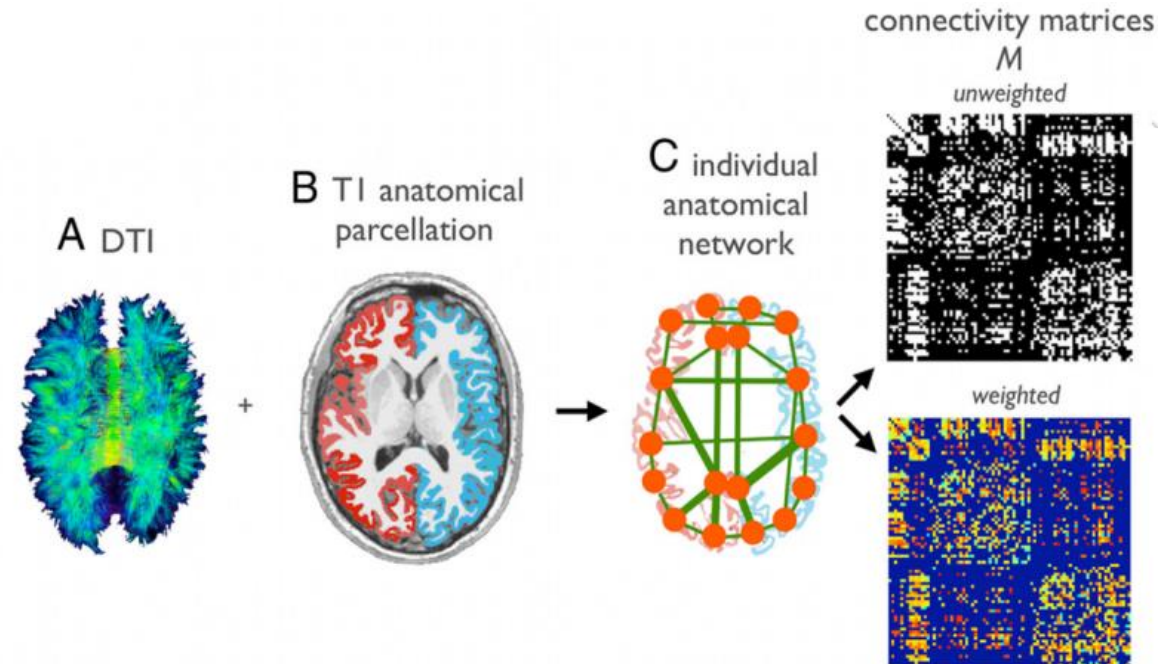 A DTI
+
B T1 anatomical
parcellation
C individual
anatomical
network
connectivity matrices
M
unweighted
weighted